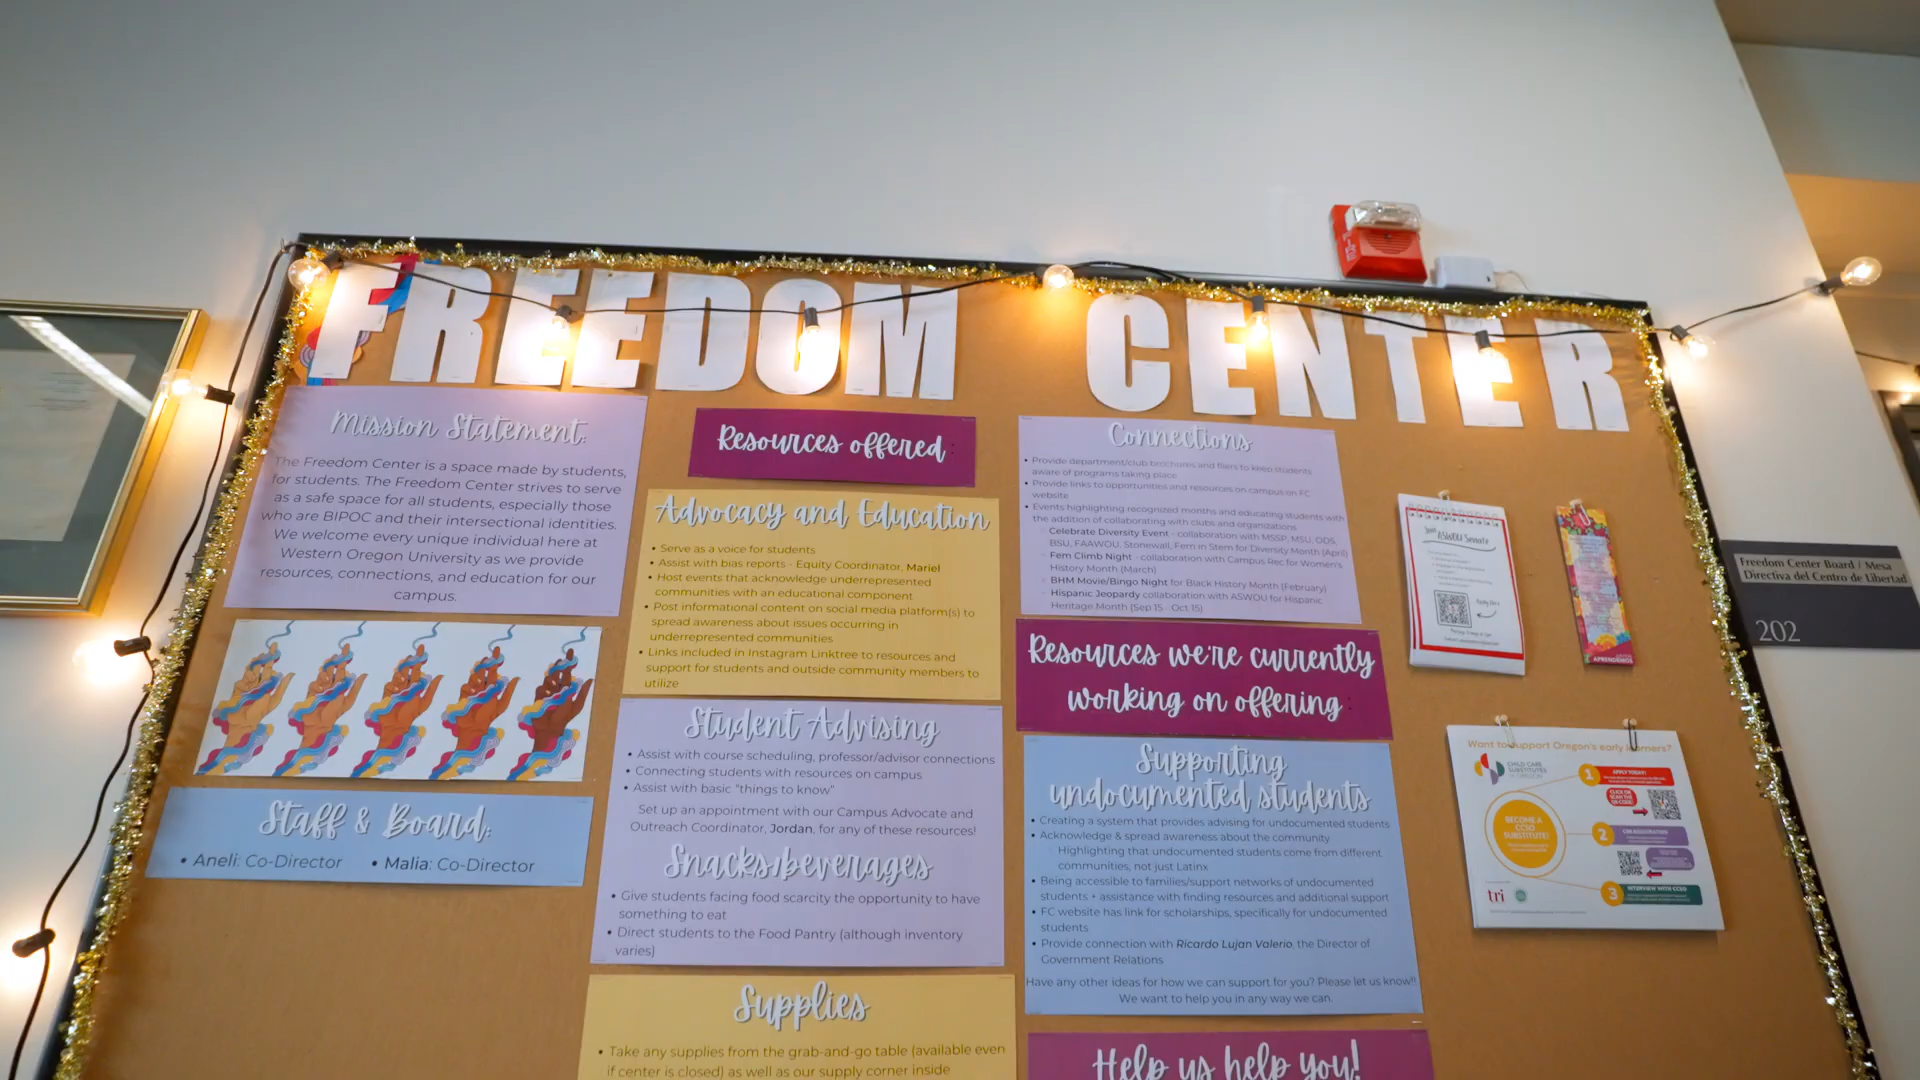 FREEDOM CENTER
Mission Statement:
The Freedom Center is a space made by students,
for students. The Freedom Center strives to serve
as a safe space for all students, especially those
who are BIPOC and their intersectional identities.
We welcome every unique individual here at
Western Oregon University as we provide
resources, connections, and education for our
campus.
Staff & Board:
• Aneli: Co-Director • Malia: Co-Director
Resources offered:
Advocacy and Education
• Serve as a voice for students
• Assist with bias reports - Equity Coordinator, Mariel
• Host events that acknowledge underrepresented
communities with an educational component
• Post informational content on social media platform(s) to
spread awareness about issues occurring in
underrepresented communities
• Links included in Instagram Linktree to resources and
support for students and outside community members to
utilize
Student Advising
• Assist with course scheduling, professor/advisor connections
• Connecting students with resources on campus
• Assist with basic "things to know"
Set up an appointment with our Campus Advocate and
Outreach Coordinator, Jordan, for any of these resources!
Snacks/beverages
• Give students facing food scarcity the opportunity to have
something to eat
• Direct students to the Food Pantry (although inventory
varies)
Supplies
• Take any supplies from the grab-and-go table (available even
if center is closed) as well as our supply corner inside
Connections
• Provide department/club brochures and fliers to keep students
aware of programs taking place
• Provide links to opportunities and resources on campus on FC
website
• Events highlighting recognized months and educating students with
the addition of collaborating with clubs and organizations
Celebrate Diversity Event - collaboration with MSSP, MSU, ODS,
BSU, FAAWOU, Stonewall, Fem in Stem for Diversity Month (April)
Fem Climb Night - collaboration with Campus Rec for Women's
History Month (March)
BHM Movie/Bingo Night for Black History Month (February)
Hispanic Jeopardy collaboration with ASWOU for Hispanic
Heritage Month (Sep 15 - Oct 15)
Resources we're currently
working on offering:
Supporting
undocumented students
• Creating a system that provides advising for undocumented students
• Acknowledge & spread awareness about the community
Highlighting that undocumented students come from different
communities, not just Latinx
• Being accessible to families/support networks of undocumented
students + assistance with finding resources and additional support
• FC website has link for scholarships, specifically for undocumented
students
• Provide connection with Ricardo Lujan Valerio, the Director of
Government Relations
Have any other ideas for how we can support for you? Please let us know!!
We want to help you in any way we can.
Help us help you!
Join
ASWOU Senate
APRENDEMOS
Want to support Oregon's early learners?
CHILD CARE
SUBSTITUTES
OF OREGON
1 APPLY TODAY!
CLICK OR
SCAN THE
QR CODE!
BECOME A
CCSO
SUBSTITUTE!
2
3 INTERVIEW WITH CCSO
tri
Freedom Center Board / Mesa
Directiva del Centro de Libertad
202